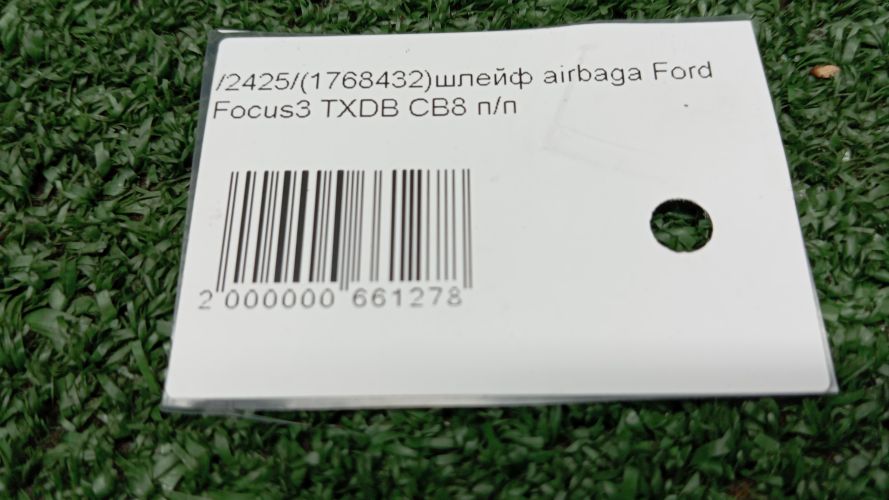 /2425/(1768432)шлейф airbaga Ford
Focus3 TXDB CB8 п/п
2 000000 661278